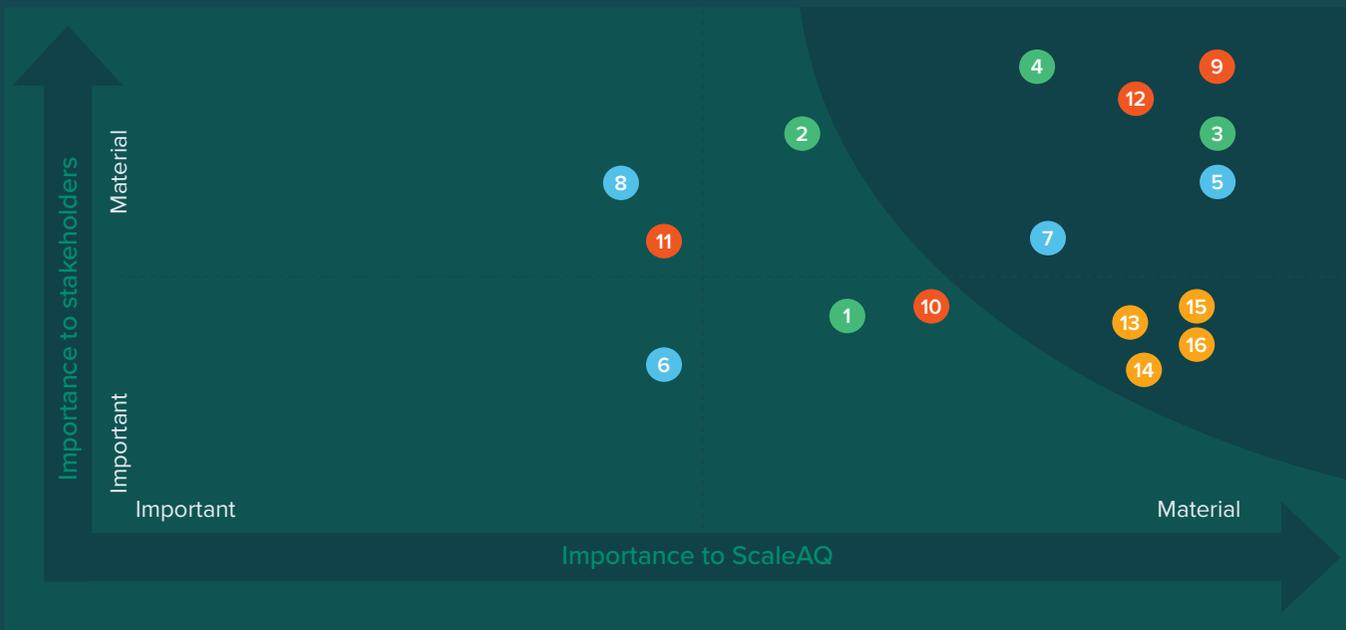 4
9
12
2
3
Material
8
5
7
11
15
10
1
13
16
6
14
Importance to stakeholders
Important
Important
Material
Importance to ScaleAQ